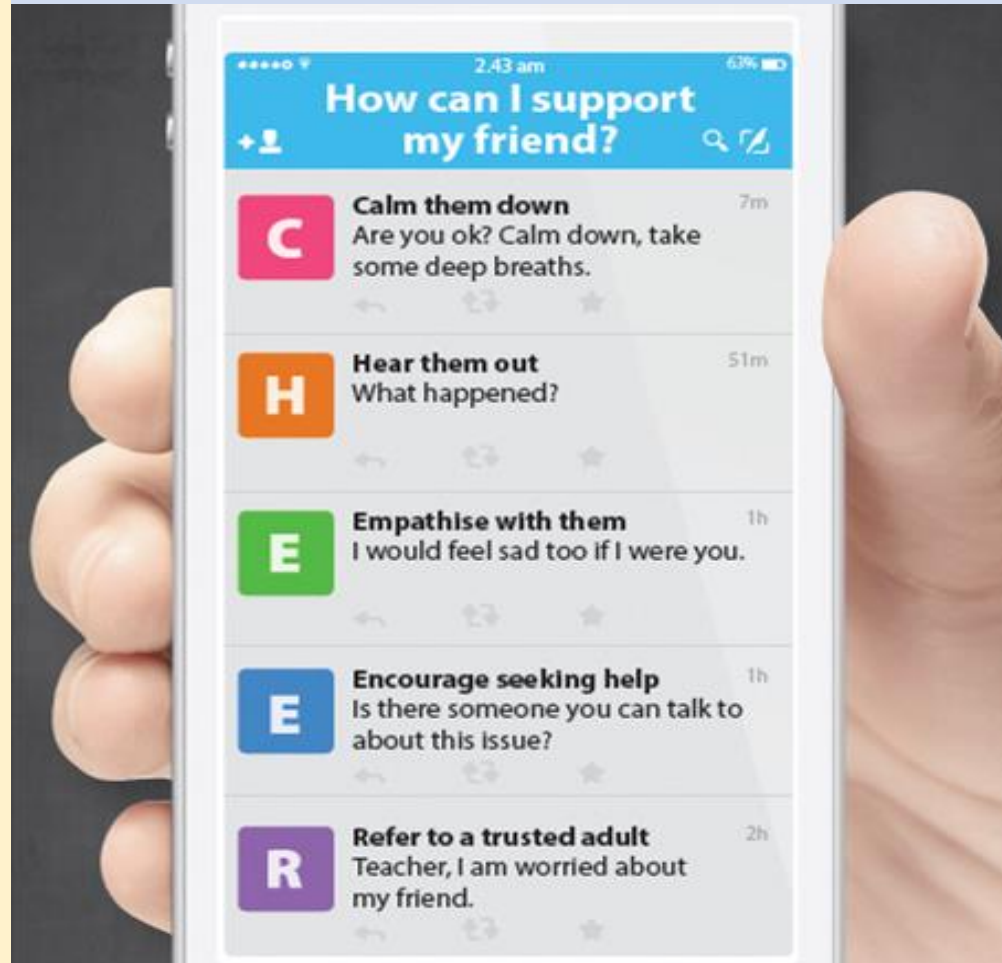 2.43 am
63%
How can I support
my friend?
C
Calm them down
7m
Are you ok? Calm down, take
some deep breaths.
H
Hear them out
51m
What happened?
E
Empathise with them
1h
I would feel sad too if I were you.
E
Encourage seeking help
1h
Is there someone you can talk to
about this issue?
R
Refer to a trusted adult
2h
Teacher, I am worried about
my friend.